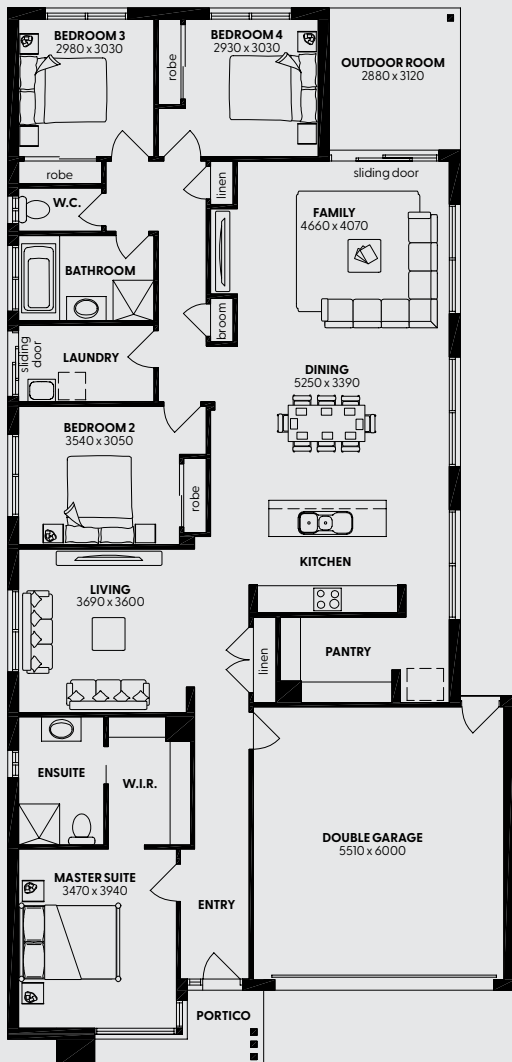 BEDROOM 3
2980 x 3030
robe
BEDROOM 4
2930 x 3030
OUTDOOR ROOM
2880 x 3120
robe
W.C.
linen
sliding door
FAMILY
4660 x 4070
BATHROOM
broom
sliding
door
LAUNDRY
DINING
5250 x 3390
BEDROOM 2
3540 x 3050
robe
KITCHEN
LIVING
3690 x 3600
linen
PANTRY
ENSUITE
W.I.R.
DOUBLE GARAGE
5510 x 6000
MASTER SUITE
3470 x 3940
ENTRY
PORTICO